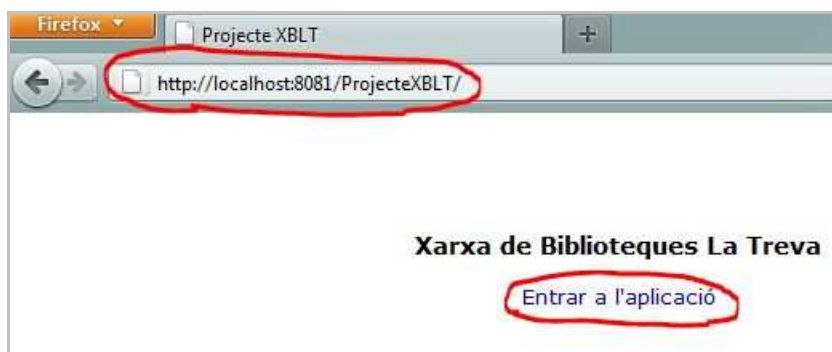 Firefox
Projecte XBLT
http://localhost:8081/ProjecteXBLT/
Xarxa de Biblioteques La Treva
Entrar a l'aplicació